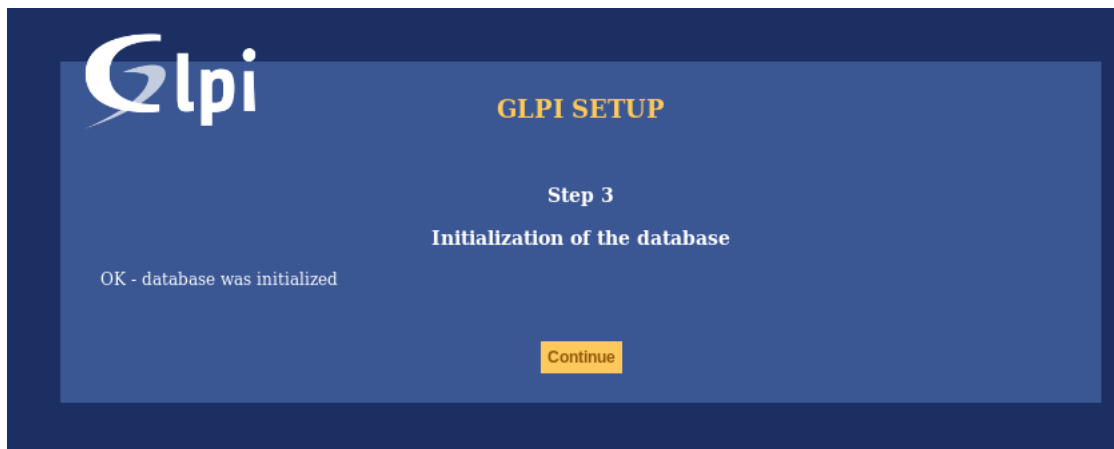 Glpi
GLPI SETUP
Step 3
Initialization of the database
OK - database was initialized
Continue